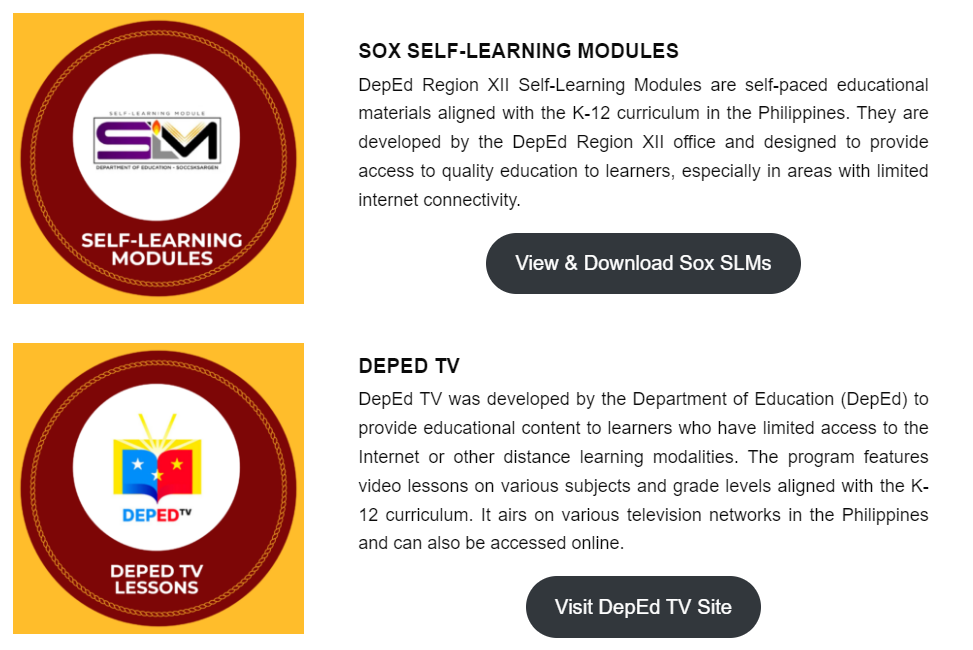 SELF-LEARNING MODULE
SLM
DEPARTMENT OF EDUCATION - SOCCSKSARGEN
SELF-LEARNING
MODULES
SOX SELF-LEARNING MODULES
DepEd Region XII Self-Learning Modules are self-paced educational
materials aligned with the K-12 curriculum in the Philippines. They are
developed by the DepEd Region XII office and designed to provide
access to quality education to learners, especially in areas with limited
internet connectivity.
View & Download Sox SLMs
DEPED TV
DEPED TV
LESSONS
DEPED TV
DepEd TV was developed by the Department of Education (DepEd) to
provide educational content to learners who have limited access to the
Internet or other distance learning modalities. The program features
video lessons on various subjects and grade levels aligned with the K-
12 curriculum. It airs on various television networks in the Philippines
and can also be accessed online.
Visit DepEd TV Site